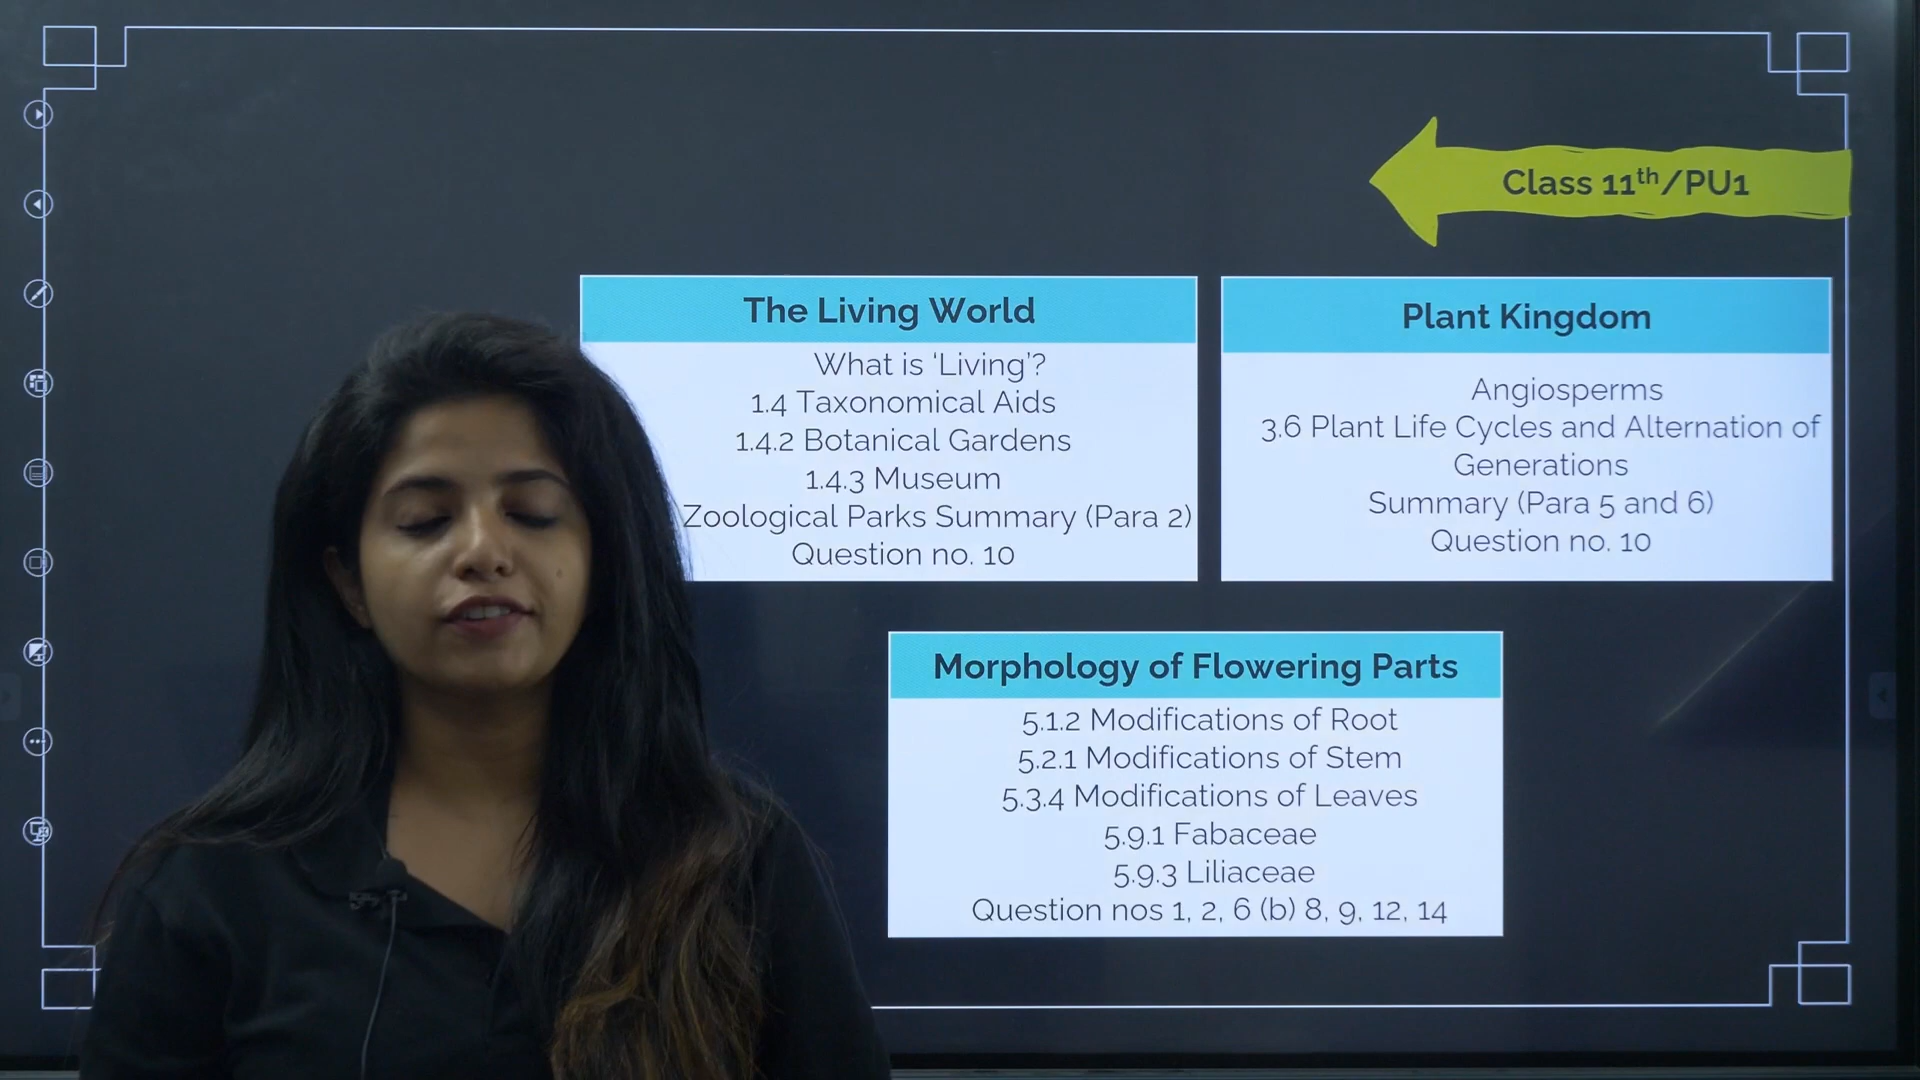 Class 11th/PU1
The Living World
What is ‘Living’?
1.4 Taxonomical Aids
1.4.2 Botanical Gardens
1.4.3 Museum
Zoological Parks Summary (Para 2)
Question no. 10
Plant Kingdom
Angiosperms
3.6 Plant Life Cycles and Alternation of
Generations
Summary (Para 5 and 6)
Question no. 10
Morphology of Flowering Parts
5.1.2 Modifications of Root
5.2.1 Modifications of Stem
5.3.4 Modifications of Leaves
5.9.1 Fabaceae
5.9.3 Liliaceae
Question nos 1, 2, 6 (b) 8, 9, 12, 14